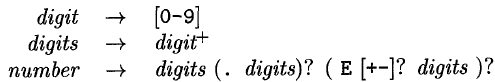 digit → [0-9]
digits → digit+
number → digits (. digits)? ( E [+-]? digits )?